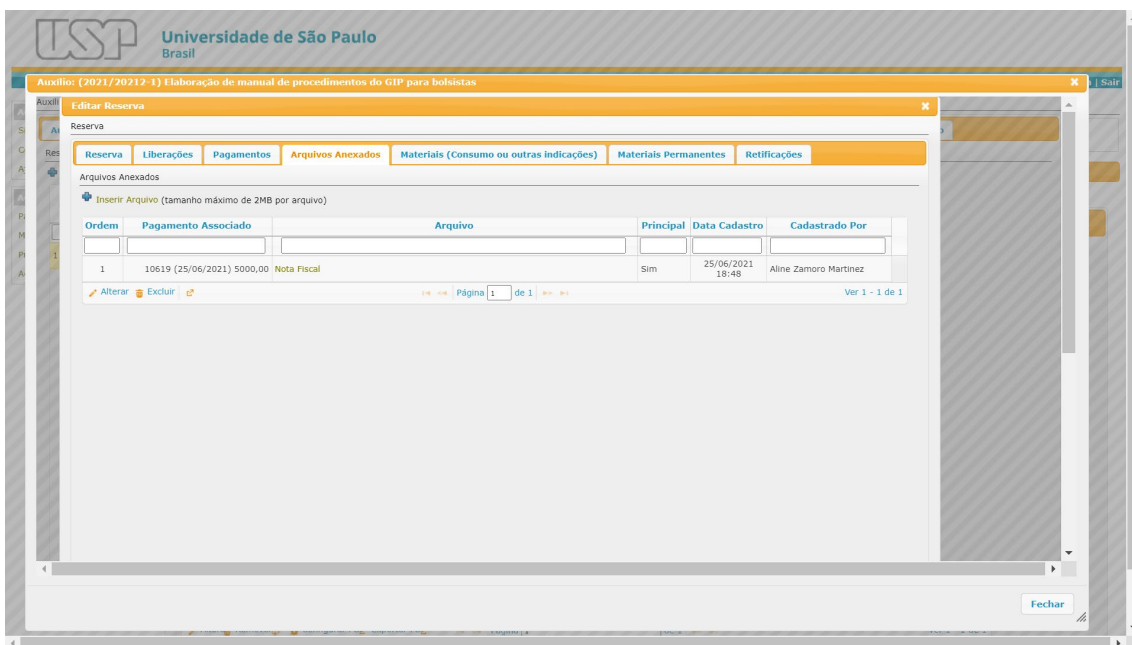 USP
Universidade de São Paulo
Brasil
| Sair
Auxílio: (2021/20212-1) Elaboração de manual de procedimentos do GIP para bolsistas
Editar Reserva
Reserva
Reserva Liberações Pagamentos Arquivos Anexados Materiais (Consumo ou outras indicações) Materiais Permanentes Retificações
Arquivos Anexados
Inserir Arquivo (tamanho máximo de 2MB por arquivo)
Ordem Pagamento Associado Arquivo Principal Data Cadastro Cadastrado Por
1 10619 (25/06/2021) 5000,00 Nota Fiscal Sim 25/06/2021 18:48 Aline Zamoro Martinez
Alterar Excluir Página 1 de 1 Ver 1 - 1 de 1
Fechar